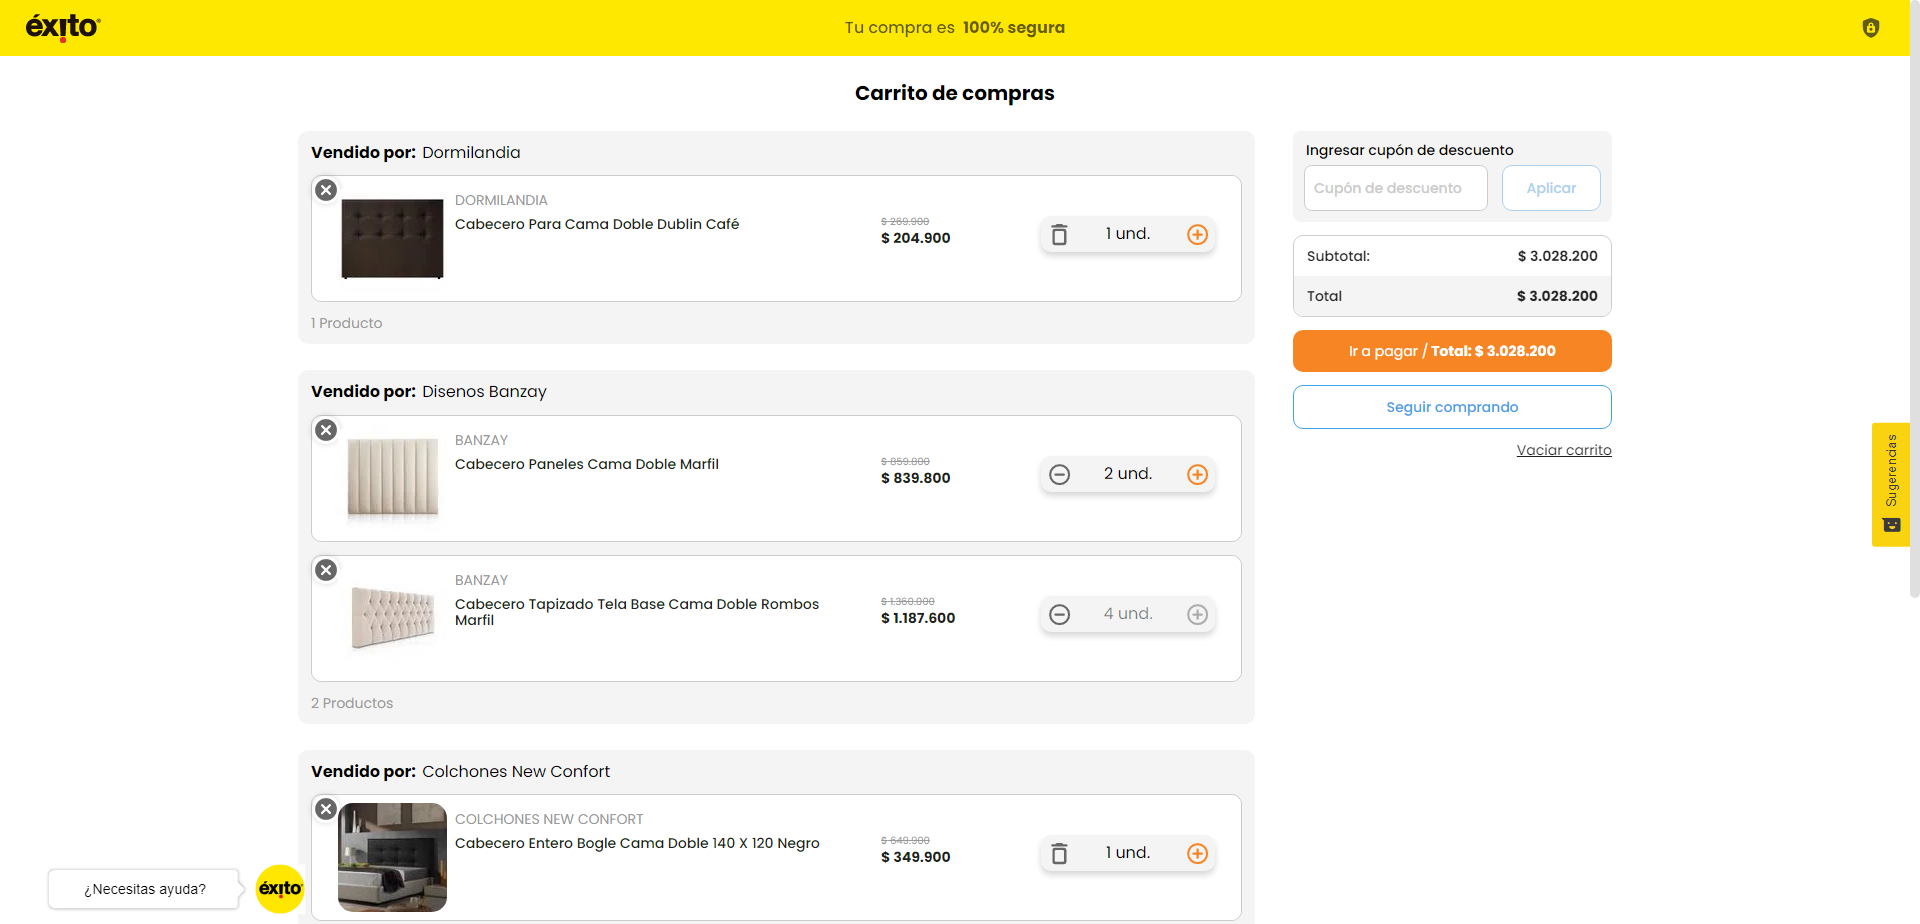 éxito
Tu compra es 100% segura
Carrito de compras
Vendido por: Dormilandia
DORMILANDIA
Cabecero Para Cama Doble Dublin Café
$ 269.900
$ 204.900
1 und.
1 Producto
Vendido por: Disenos Banzay
BANZAY
Cabecero Paneles Cama Doble Marfil
$ 859.800
$ 839.800
2 und.
BANZAY
Cabecero Tapizado Tela Base Cama Doble Rombos
Marfil
$ 1.360.000
$ 1.187.600
4 und.
2 Productos
Vendido por: Colchones New Confort
COLCHONES NEW CONFORT
Cabecero Entero Bogle Cama Doble 140 X 120 Negro
$ 649.900
$ 349.900
1 und.
Ingresar cupón de descuento
Cupón de descuento
Aplicar
Subtotal: $ 3.028.200
Total $ 3.028.200
Ir a pagar / Total: $ 3.028.200
Seguir comprando
Vaciar carrito
Sugerencias
¿Necesitas ayuda?
éxito